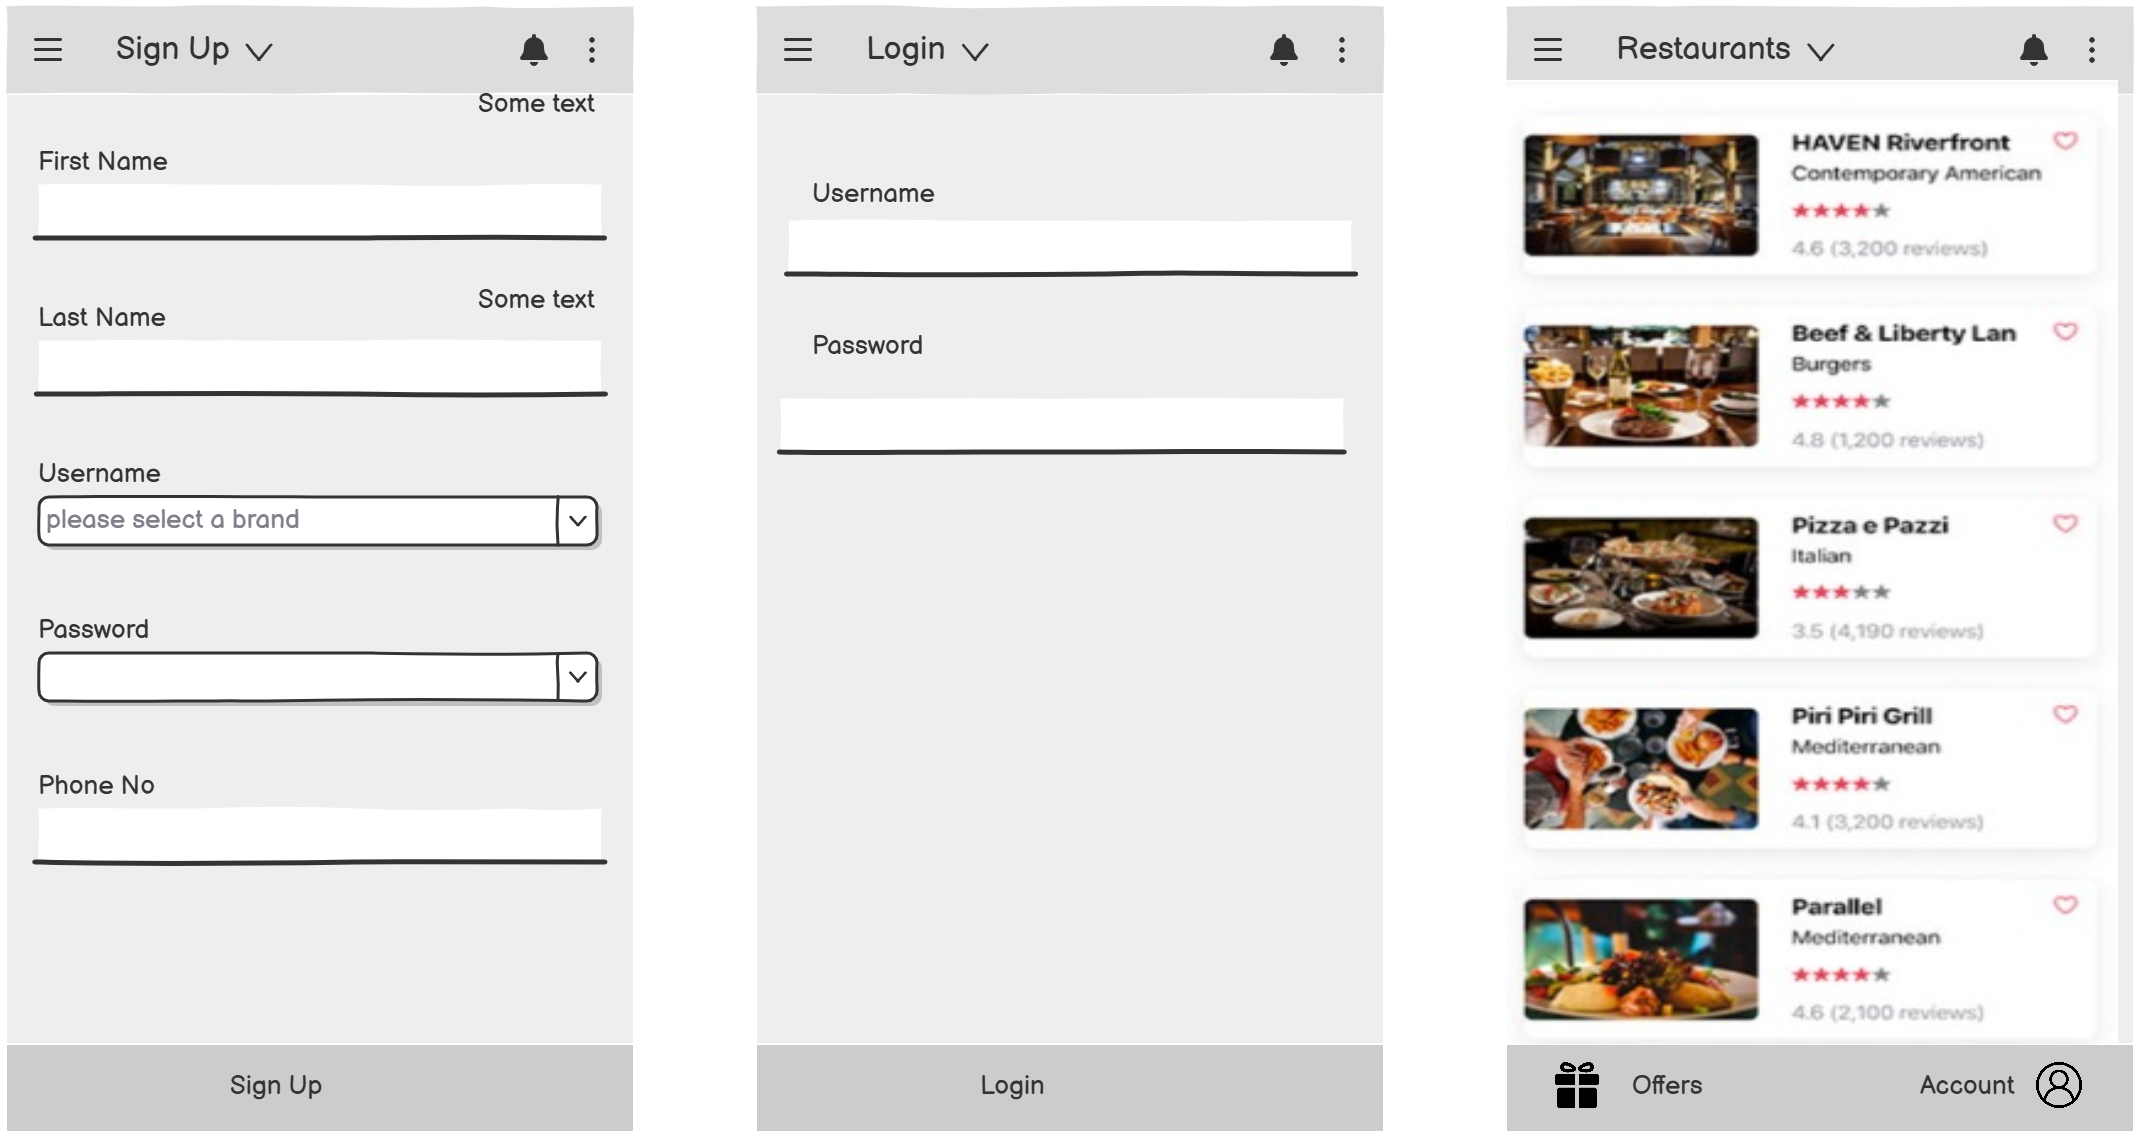 Sign Up
Some text
First Name
Some text
Last Name
Username
please select a brand
Password
Phone No
Sign Up
Login
Username
Password
Login
Restaurants
HAVEN Riverfront
Contemporary American
4.6 (3,200 reviews)
Beef & Liberty Lan
Burgers
4.8 (1,200 reviews)
Pizza e Pazzi
Italian
3.5 (4,190 reviews)
Piri Piri Grill
Mediterranean
4.1 (3,200 reviews)
Parallel
Mediterranean
4.6 (2,100 reviews)
Offers
Account